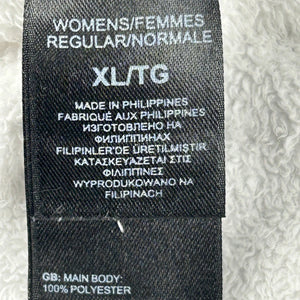 WOMENS/FEMMES
REGULAR/NORMALE
XL/TG
MADE IN PHILIPPINES
FABRIQUÉ AUX PHILIPPINES
ИЗГОТОВЛЕНО НА
ФИЛИППИНАХ
FILIPINLER'DE ÜRETILMISTIR
ΚΑΤΑΣΚΕΥΑΖΕΤΑΙ ΣΤΙΣ
ΦΙΛΙΠΠΙΝΕΣ
WYPRODUKOWANO NA
FILIPINACH
GB: MAIN BODY:
100% POLYESTER